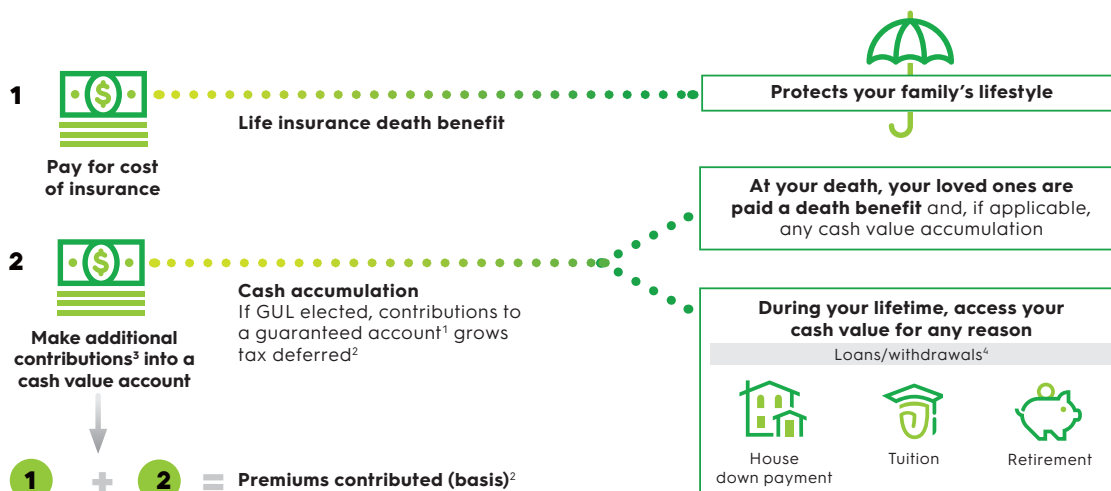 1
$
Pay for cost
of insurance
Life insurance death benefit
Protects your family's lifestyle
2
$
Make additional
contributions³ into a
cash value account
Cash accumulation
If GUL elected, contributions to
a guaranteed account¹ grows
tax deferred²
At your death, your loved ones are
paid a death benefit and, if applicable,
any cash value accumulation
During your lifetime, access your
cash value for any reason
Loans/withdrawals⁴
House
down payment
Tuition
Retirement
1 + 2 = Premiums contributed (basis)²